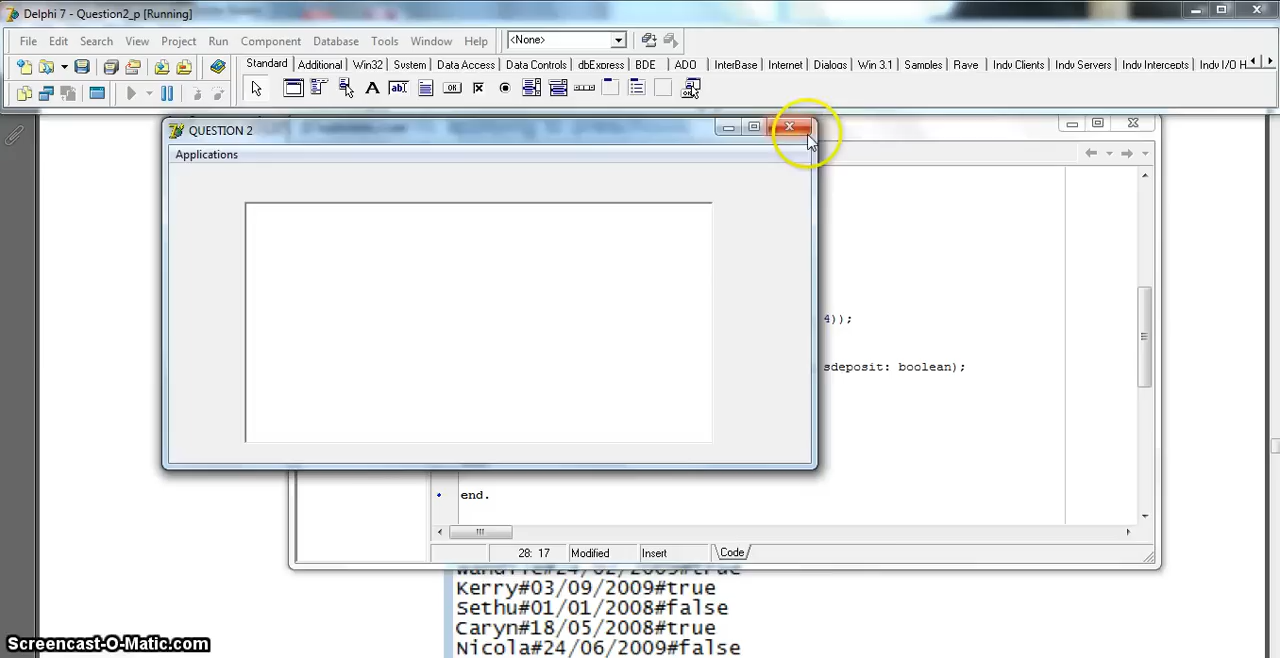 Delphi 7 - Question2_p [Running]
File Edit Search View Project Run Component Database Tools Window Help <None>
Standard Additional Win32 System Data Access Data Controls dbExpress BDE ADO InterBase Internet Dialogs Win 3.1 Samples Rave Indy Clients Indy Servers Indy Intercepts Indy I/O H
QUESTION 2
Applications
4));
sdeposit: boolean);
end.
28: 17 Modified Insert Code
#true
Kerry#03/09/2009#true
Sethu#01/01/2008#false
Caryn#18/05/2008#true
Nicola#24/06/2009#false
Screencast-O-Matic.com